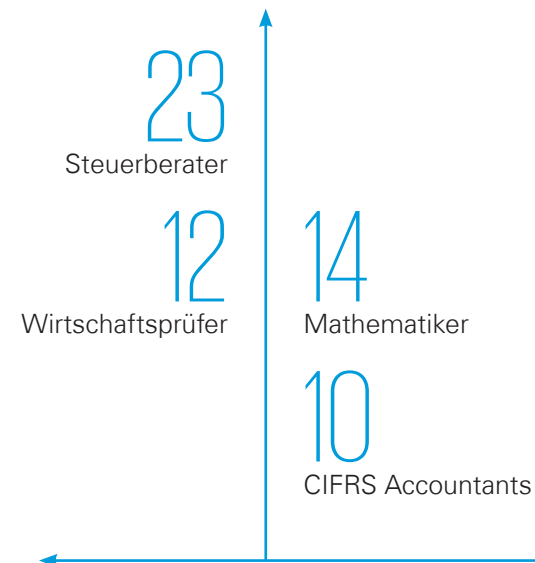 23
Steuerberater
12
Wirtschaftsprüfer
14
Mathematiker
10
CIFRS Accountants